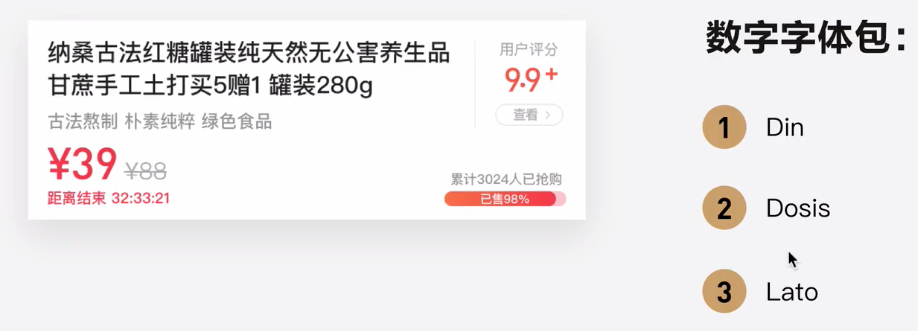 纳桑古法红糖罐装纯天然无公害养生品
甘蔗手工土打买5赠1 罐装280g
古法熬制 朴素纯粹 绿色食品
¥39 ¥88
距离结束 32:33:21
用户评分
9.9+
查看 >
累计3024人已抢购
已售98%
数字字体包：
1 Din
2 Dosis
3 Lato